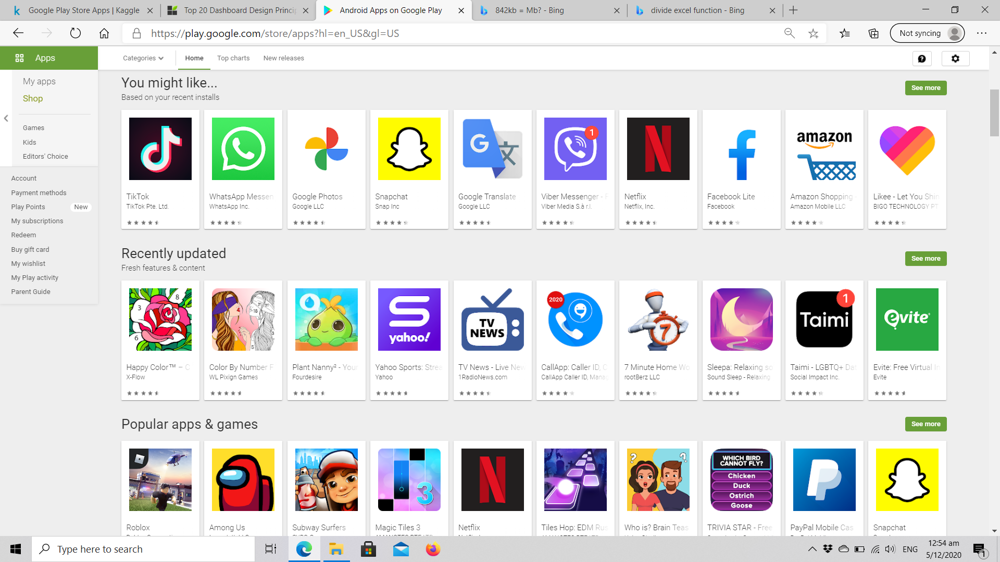 Google Play Store Apps | Kaggle
Top 20 Dashboard Design Princip
Android Apps on Google Play
842kb = Mb? - Bing
divide excel function - Bing
https://play.google.com/store/apps?hl=en_US&gl=US
Not syncing
Apps
Categories
Home
Top charts
New releases
My apps
Shop
Games
Kids
Editors' Choice
Account
Payment methods
Play Points
New
My subscriptions
Redeem
Buy gift card
My wishlist
My Play activity
Parent Guide
You might like...
Based on your recent installs
See more
G
1
amazon
TikTok
TikTok Pte. Ltd.
WhatsApp Messen
WhatsApp Inc.
Google Photos
Google LLC
Snapchat
Snap Inc
Google Translate
Google LLC
Viber Messenger - F
Viber Media S.à r.l.
Netflix
Netflix, Inc.
Facebook Lite
Facebook
Amazon Shopping -
Amazon Mobile LLC
Likee - Let You Shin
BIGO TECHNOLOGY PT
Recently updated
Fresh features & content
See more
3
8
6
21
21
18
3
5
yahoo!
TV
NEWS
2020
7
Taimi
1
evite
Happy Color™ – C
X-Flow
Color By Number F
WL Pixign Games
Plant Nanny² - Your
Fourdesire
Yahoo Sports: Strea
Yahoo
TV News - Live New
1RadioNews.com
CallApp: Caller ID, C
CallApp Caller ID, Mana
7 Minute Home Wo
rootBerz LLC
Sleepa: Relaxing so
Sound Sleep - Relaxing
Taimi - LGBTQ+ Dat
Social Impact Inc.
Evite: Free Virtual In
Evite
Popular apps & games
See more
3
? ?
WHICH BIRD
CANNOT FLY?
Chicken
Duck
Ostrich
Goose
Roblox
Among Us
Subway Surfers
Magic Tiles 3
Netflix
Tiles Hop: EDM Rus
Who is? Brain Teas
TRIVIA STAR - Free
PayPal Mobile Cas
Snapchat
Type here to search
ENG
12:54 am
5/12/2020
1